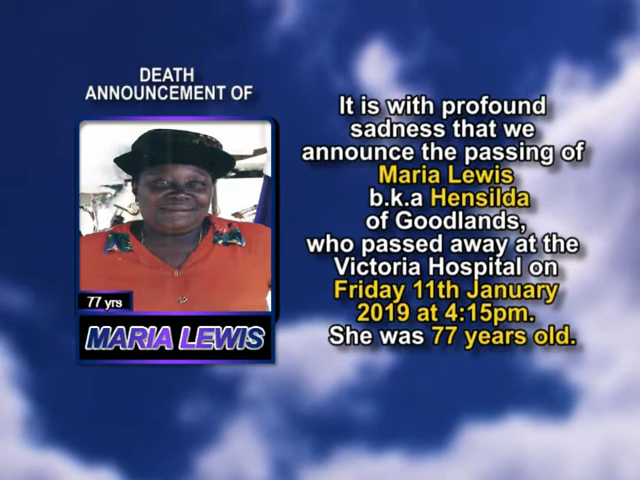 DEATH
ANNOUNCEMENT OF
77 yrs
MARIA LEWIS
It is with profound
sadness that we
announce the passing of
Maria Lewis
b.k.a Hensilda
of Goodlands,
who passed away at the
Victoria Hospital on
Friday 11th January
2019 at 4:15pm.
She was 77 years old.